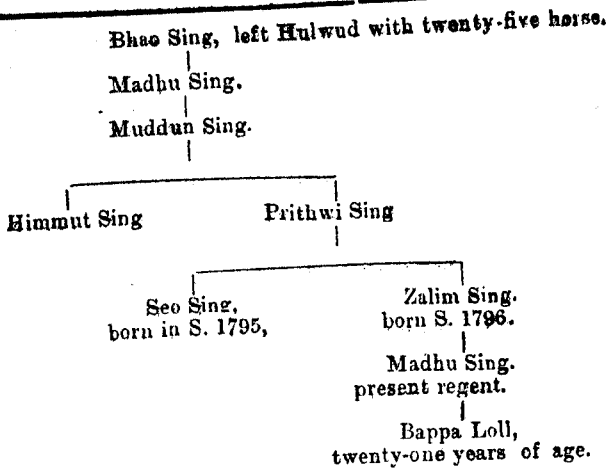 Bhao Sing, left Hulwud with twenty-five horse.
Madhu Sing.
Muddun Sing.
Himmut Sing
Prithwi Sing
Seo Sing,
born in S. 1795,
Zalim Sing.
born S. 1796.
Madhu Sing.
present regent.
Bappa Loll,
twenty-one years of age.